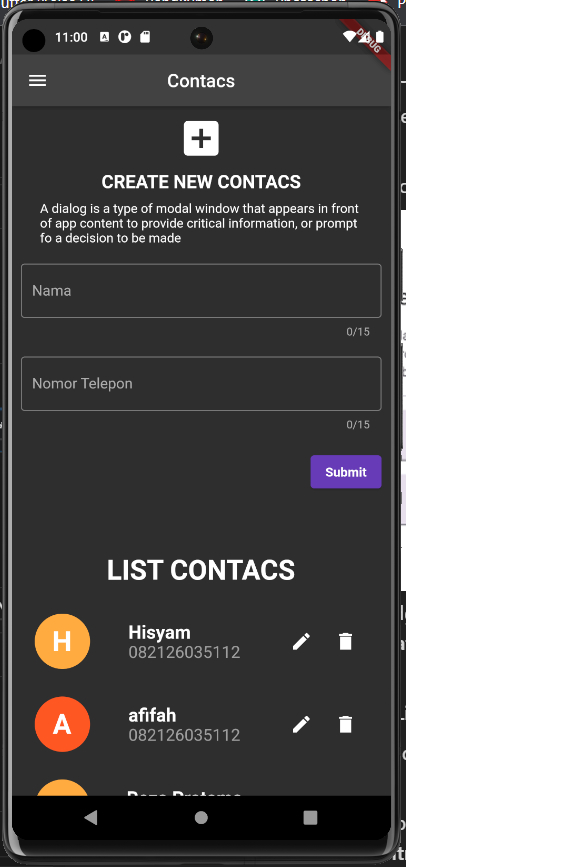 11:00
DEBUG
Contacs
CREATE NEW CONTACS
A dialog is a type of modal window that appears in front
of app content to provide critical information, or prompt
fo a decision to be made
Nama
0/15
Nomor Telepon
0/15
Submit
LIST CONTACS
H
Hisyam
082126035112
A
afifah
082126035112